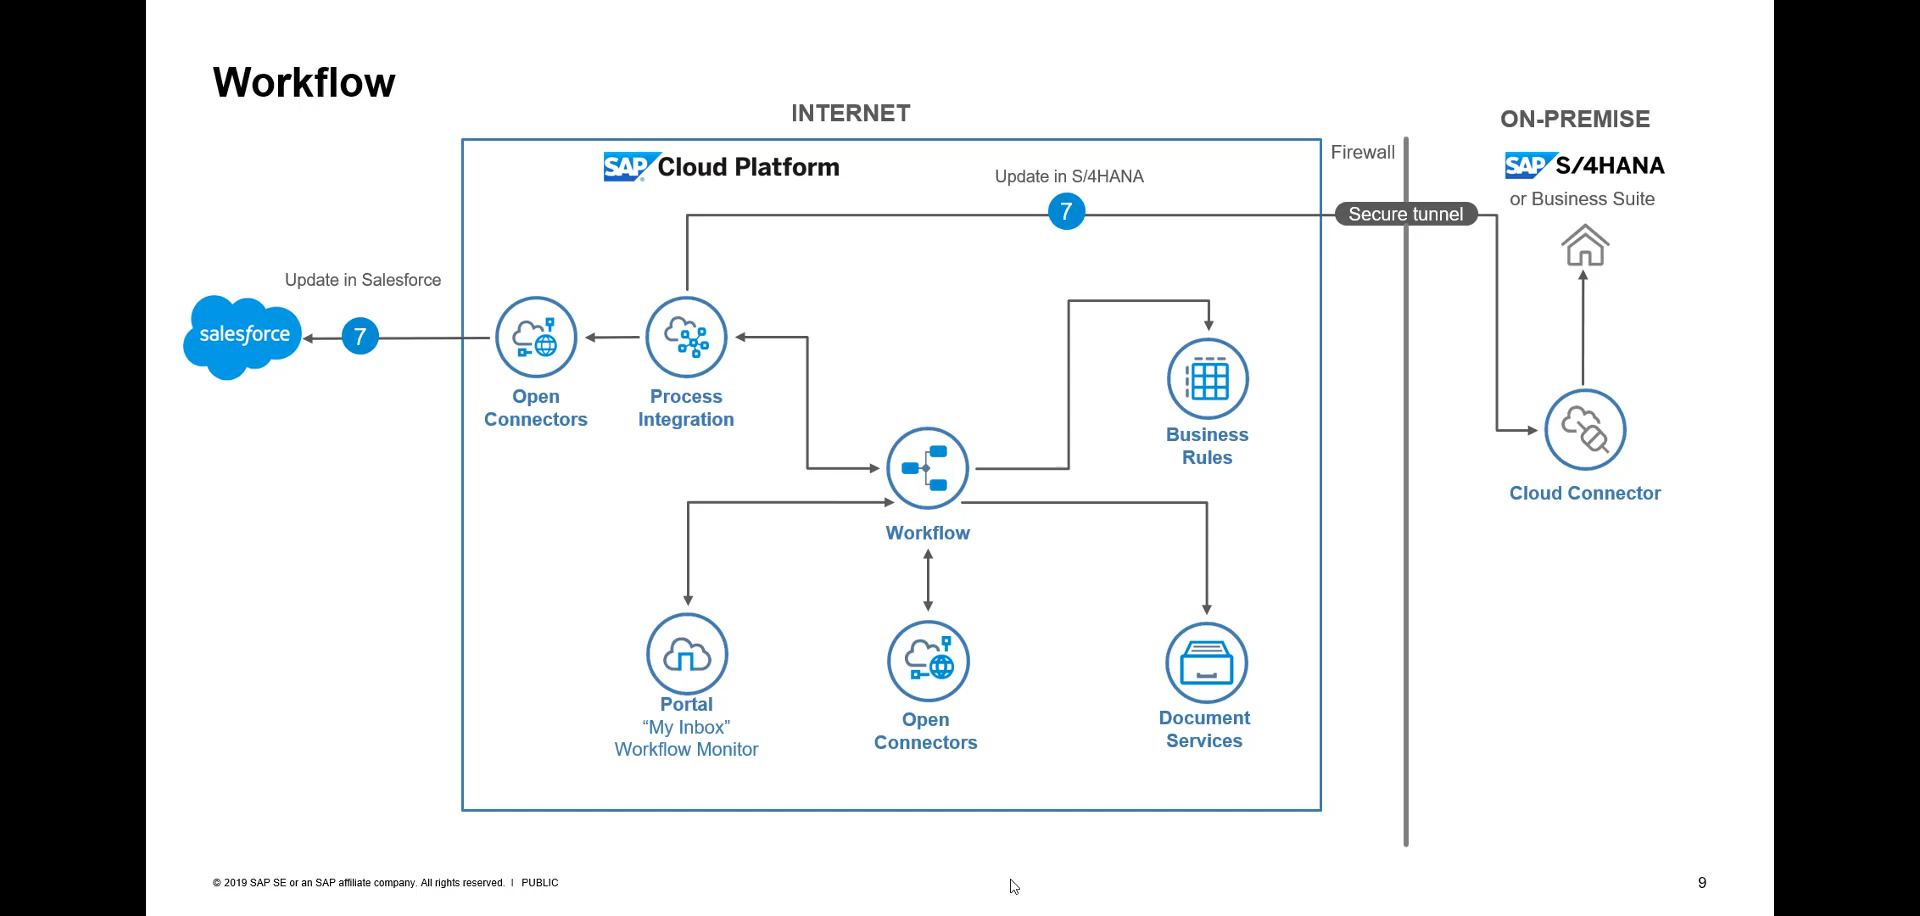 Workflow
INTERNET
ON-PREMISE
SAP Cloud Platform
Firewall
SAP S/4HANA
or Business Suite
Update in S/4HANA
7
Secure tunnel
Update in Salesforce
salesforce
7
Open
Connectors
Process
Integration
Business
Rules
Cloud Connector
Workflow
Portal
“My Inbox”
Workflow Monitor
Open
Connectors
Document
Services
© 2019 SAP SE or an SAP affiliate company. All rights reserved. | PUBLIC
9